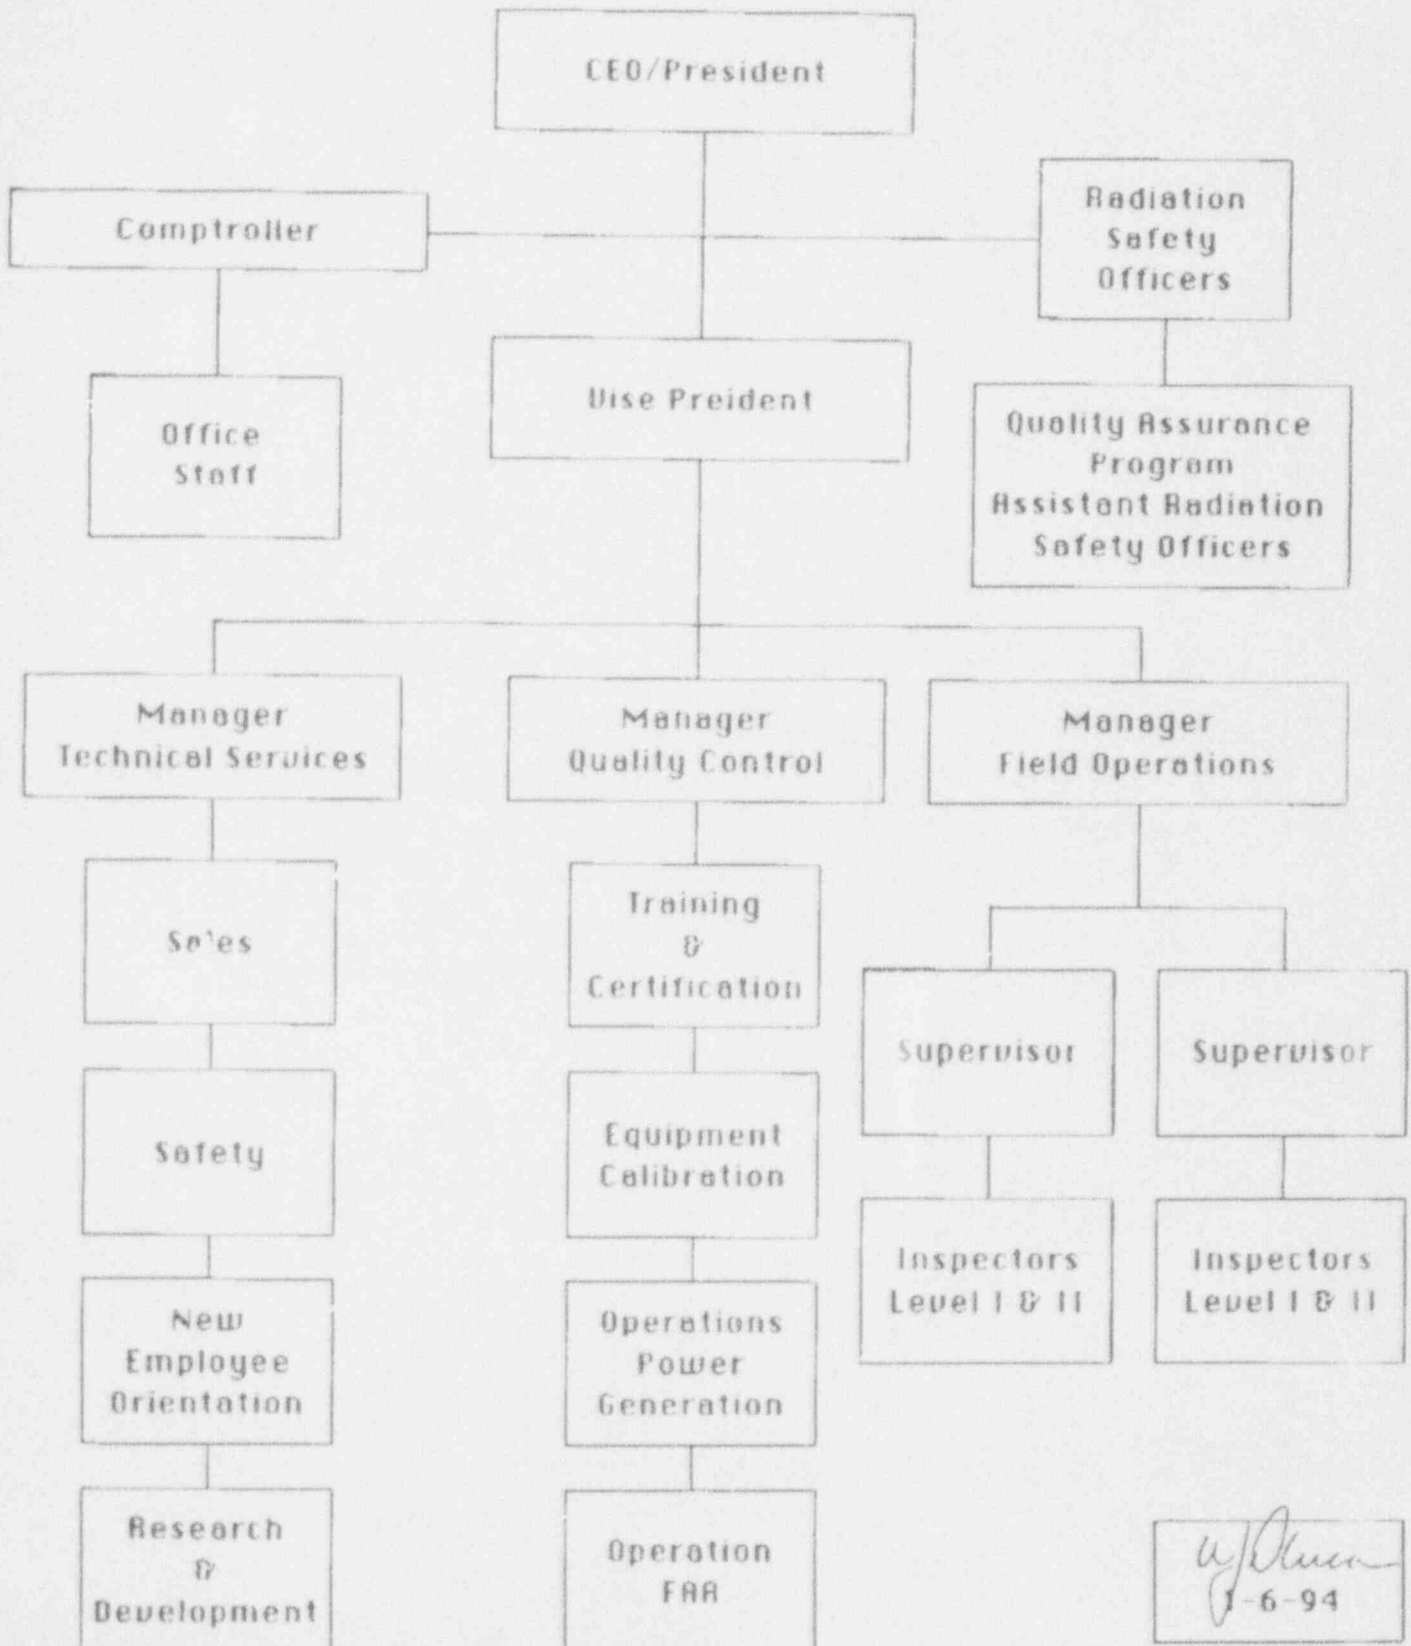 CEO/President
Comptroller
Radiation
Safety
Officers
Office
Staff
Vise Preident
Quality Assurance
Program
Assistant Radiation
Safety Officers
Manager
Technical Services
Manager
Quality Control
Manager
Field Operations
Sales
Training
&
Certification
Supervisor
Supervisor
Safety
Equipment
Calibration
Inspectors
Level I & II
Inspectors
Level I & II
New
Employee
Orientation
Operations
Power
Generation
Research
&
Development
Operation
FAA
1-6-94